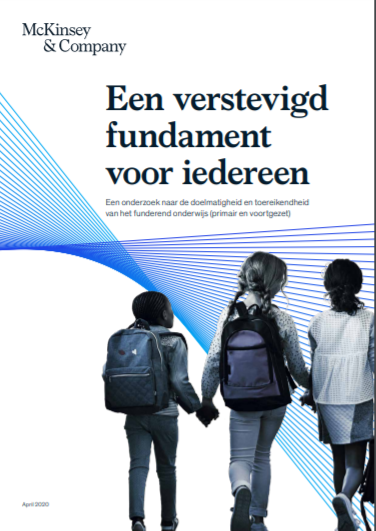 McKinsey
& Company
Een verstevigd
fundament
voor iedereen
Een onderzoek naar de doelmatigheid en toereikendheid
van het funderend onderwijs (primair en voortgezet)
April 2020